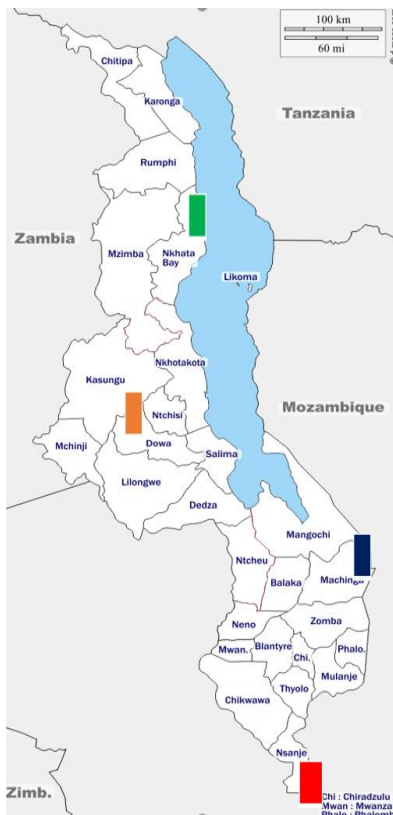 100 km
60 mi
Chitipa
Karonga
Tanzania
Rumphi
Zambia
Mzimba
Nkhata
Bay
Likoma
Nkhotakota
Kasungu
Ntchisi
Mozambique
Mchinji
Dowa
Salima
Lilongwe
Dedza
Mangochi
Ntcheu
Balaka
Machinga
Neno
Zomba
Mwan.
Blantyre
Chi.
Phalo.
Mulanje
Chikwawa
Thyolo
Nsanje
Zimb.
Chi : Chiradzulu
Mwan : Mwanza